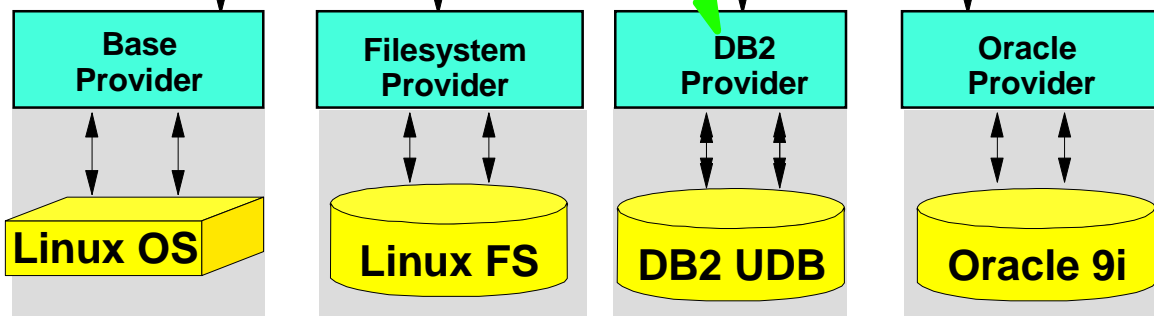 Base
Provider
Filesystem
Provider
DB2
Provider
Oracle
Provider
Linux OS
Linux FS
DB2 UDB
Oracle 9i